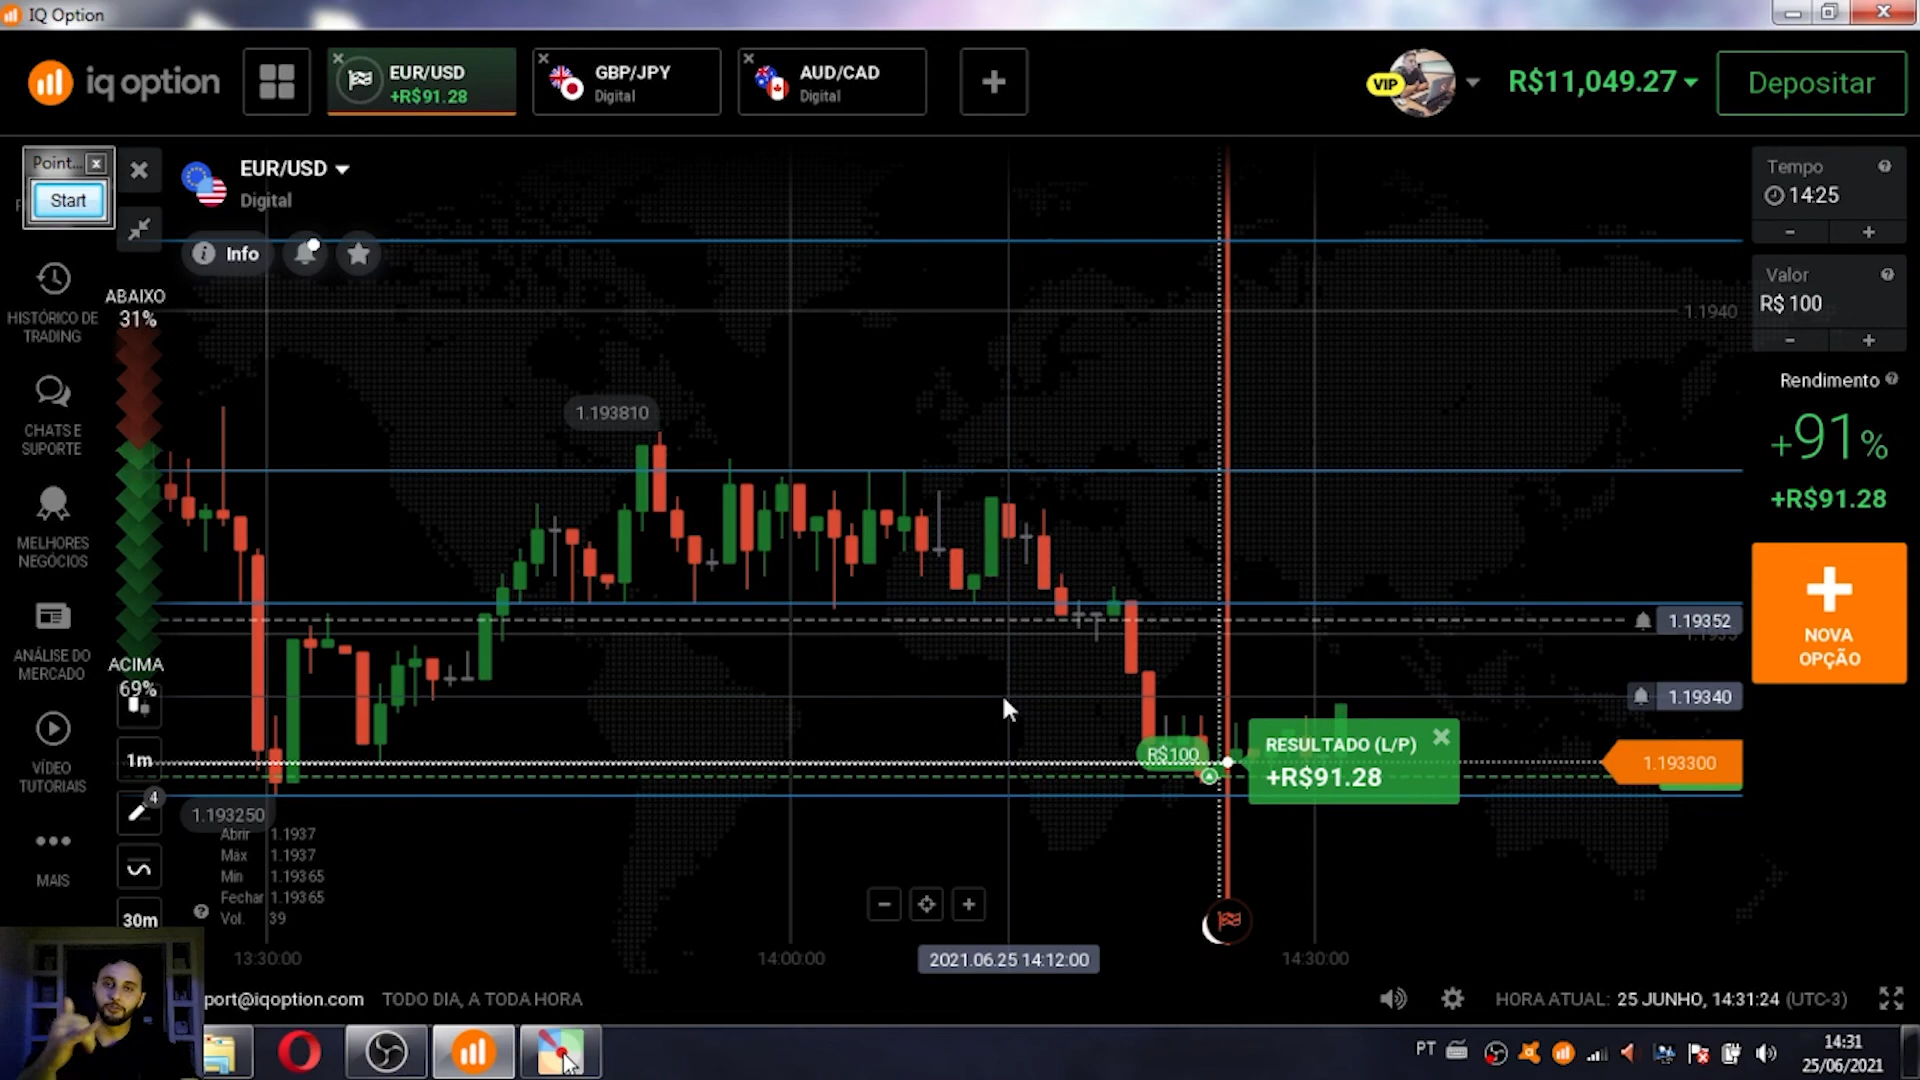 IQ Option
iq option
EUR/USD
+R$91.28
GBP/JPY
Digital
AUD/CAD
Digital
VIP
R$11,049.27
Depositar
Point...
Start
EUR/USD
Digital
Info
Tempo
14:25
Valor
R$ 100
Rendimento
+91%
+R$91.28
NOVA
OPÇÃO
HISTÓRICO DE
TRADING
CHATS E
SUPORTE
MELHORES
NEGÓCIOS
ANÁLISE DO
MERCADO
VÍDEO
TUTORIAIS
MAIS
ABAIXO
31%
ACIMA
69%
1m
4
30m
1.1940
1.193810
1.19352
1.19340
1.193300
R$100
RESULTADO (L/P)
+R$91.28
1.193250
Abrir 1.1937
Máx 1.1937
Min 1.19365
Fechar 1.19365
Vol. 39
13:30:00
14:00:00
2021.06.25 14:12:00
14:30:00
port@iqoption.com
TODO DIA, A TODA HORA
HORA ATUAL: 25 JUNHO, 14:31:24 (UTC-3)
PT
14:31
25/06/2021